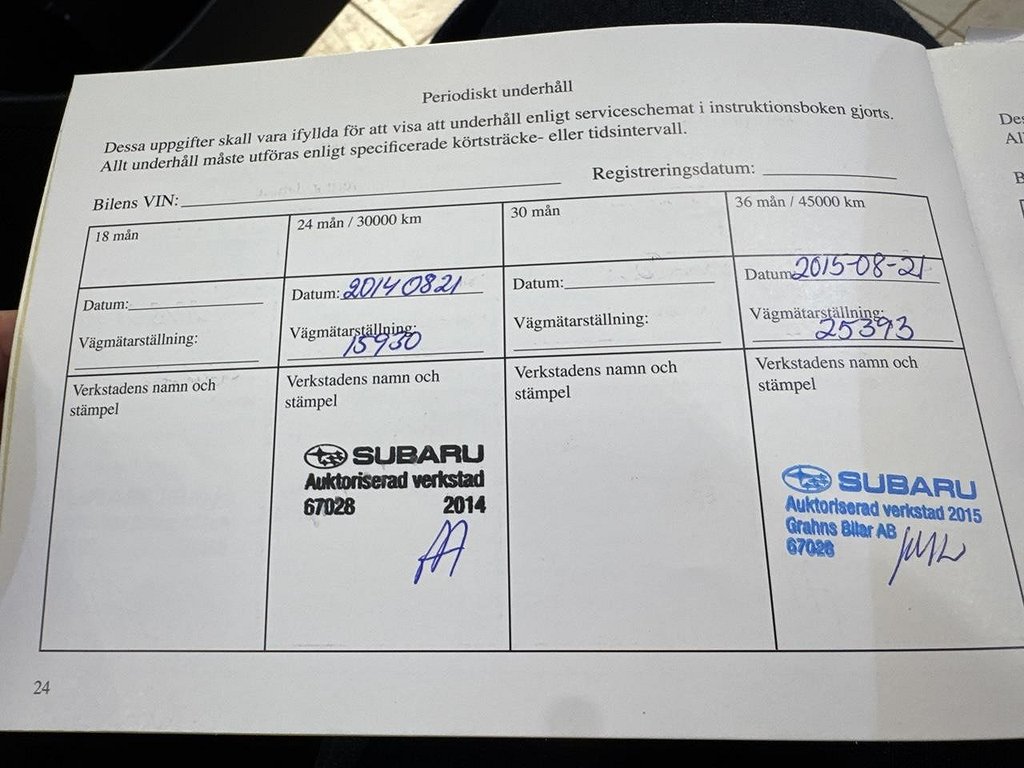 Periodiskt underhåll
Dessa uppgifter skall vara ifyllda för att visa att underhåll enligt serviceschemat i instruktionsboken gjorts.
Allt underhåll måste utföras enligt specificerade körtsträcke- eller tidsintervall.
Bilens VIN:
Registreringsdatum:
18 mån
24 mån / 30000 km
30 mån
36 mån / 45000 km
Datum:
Datum: 20140821
Datum:
Datum 2015-08-21
Vägmätarställning:
Vägmätarställning:
15930
Vägmätarställning:
Vägmätarställning:
25393
Verkstadens namn och
stämpel
Verkstadens namn och
stämpel
Verkstadens namn och
stämpel
Verkstadens namn och
stämpel
SUBARU
Auktoriserad verkstad
67028 2014
SUBARU
Auktoriserad verkstad 2015
Grahns Bilar AB
67028
24